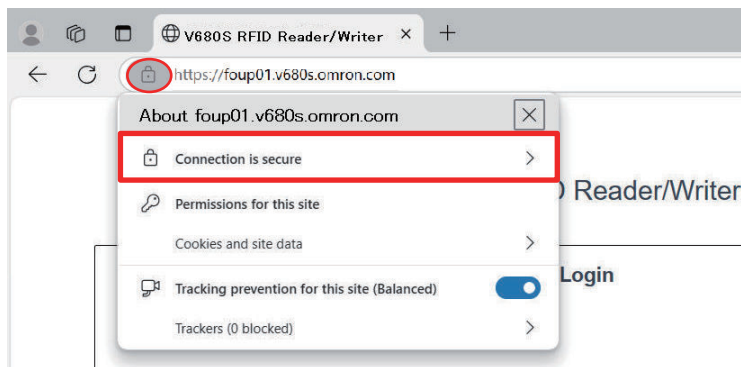 V680S RFID Reader/Writer
https://foup01.v680s.omron.com
About foup01.v680s.omron.com
Connection is secure
Permissions for this site
) Reader/Writer
Cookies and site data
Login
Tracking prevention for this site (Balanced)
Trackers (0 blocked)